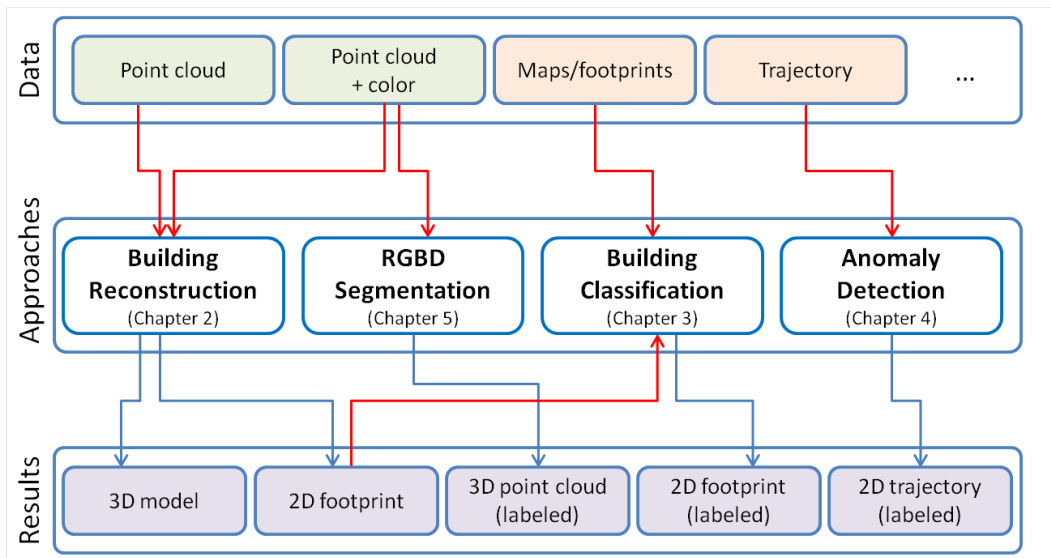 Data
Point cloud
Point cloud
+ color
Maps/footprints
Trajectory
...
Approaches
Building
Reconstruction
(Chapter 2)
RGBD
Segmentation
(Chapter 5)
Building
Classification
(Chapter 3)
Anomaly
Detection
(Chapter 4)
Results
3D model
2D footprint
3D point cloud
(labeled)
2D footprint
(labeled)
2D trajectory
(labeled)